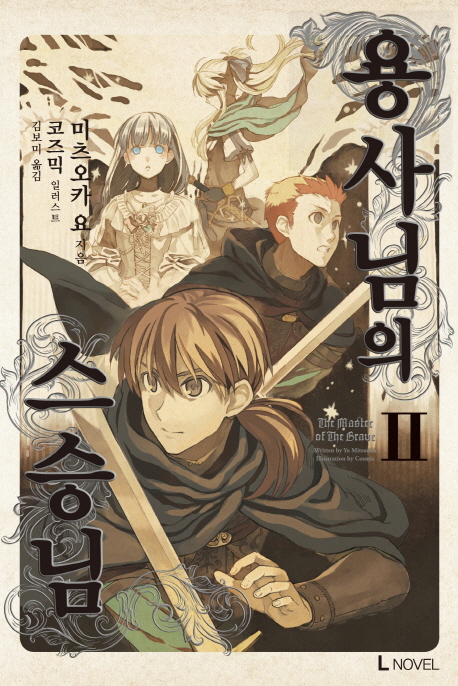 용사님의
스승님
II
미츠오카 요 지음
코즈믹 일러스트
김보미 옮김
The Master
of The Brave
Written by Yo Mitsuoka
Illustration by Cosmic
L NOVEL